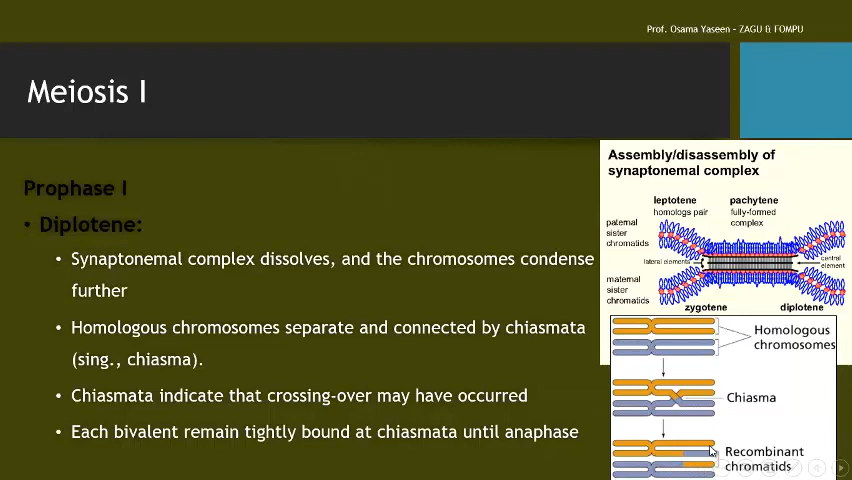 Prof. Osama Yaseen – ZAGU & FOMPU
Meiosis I
Prophase I
• Diplotene:
• Synaptonemal complex dissolves, and the chromosomes condense
further
• Homologous chromosomes separate and connected by chiasmata
(sing., chiasma).
• Chiasmata indicate that crossing-over may have occurred
• Each bivalent remain tightly bound at chiasmata until anaphase
Assembly/disassembly of
synaptonemal complex
leptotene
homologs pair
pachytene
fully-formed
complex
paternal
sister
chromatids
lateral elements
central
element
maternal
sister
chromatids
zygotene
diplotene
Homologous
chromosomes
Chiasma
Recombinant
chromatids